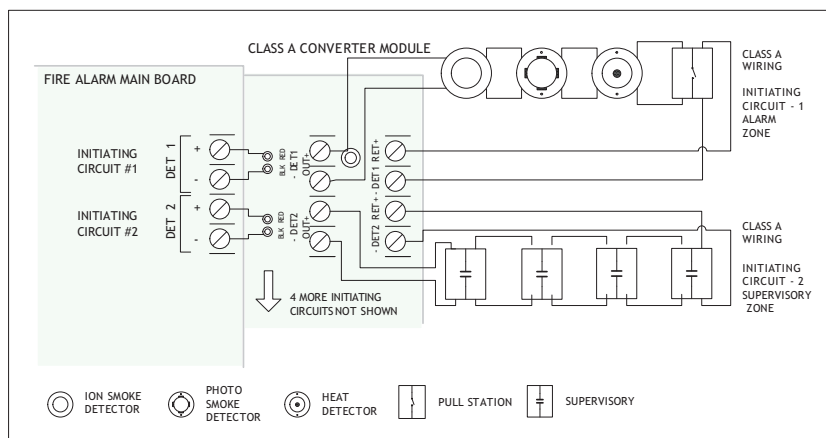 CLASS A CONVERTER MODULE
FIRE ALARM MAIN BOARD
CLASS A
WIRING
INITIATING
CIRCUIT - 1
ALARM
ZONE
INITIATING
CIRCUIT #1
DET 1
+
-
BLK RED
- DET1
OUT+
- DET1 RET+
INITIATING
CIRCUIT #2
DET 2
+
-
BLK RED
- DET2
OUT+
- DET2 RET+
CLASS A
WIRING
INITIATING
CIRCUIT - 2
SUPERVISORY
ZONE
4 MORE INITIATING
CIRCUITS NOT SHOWN
ION SMOKE
DETECTOR
PHOTO
SMOKE
DETECTOR
HEAT
DETECTOR
PULL STATION
SUPERVISORY